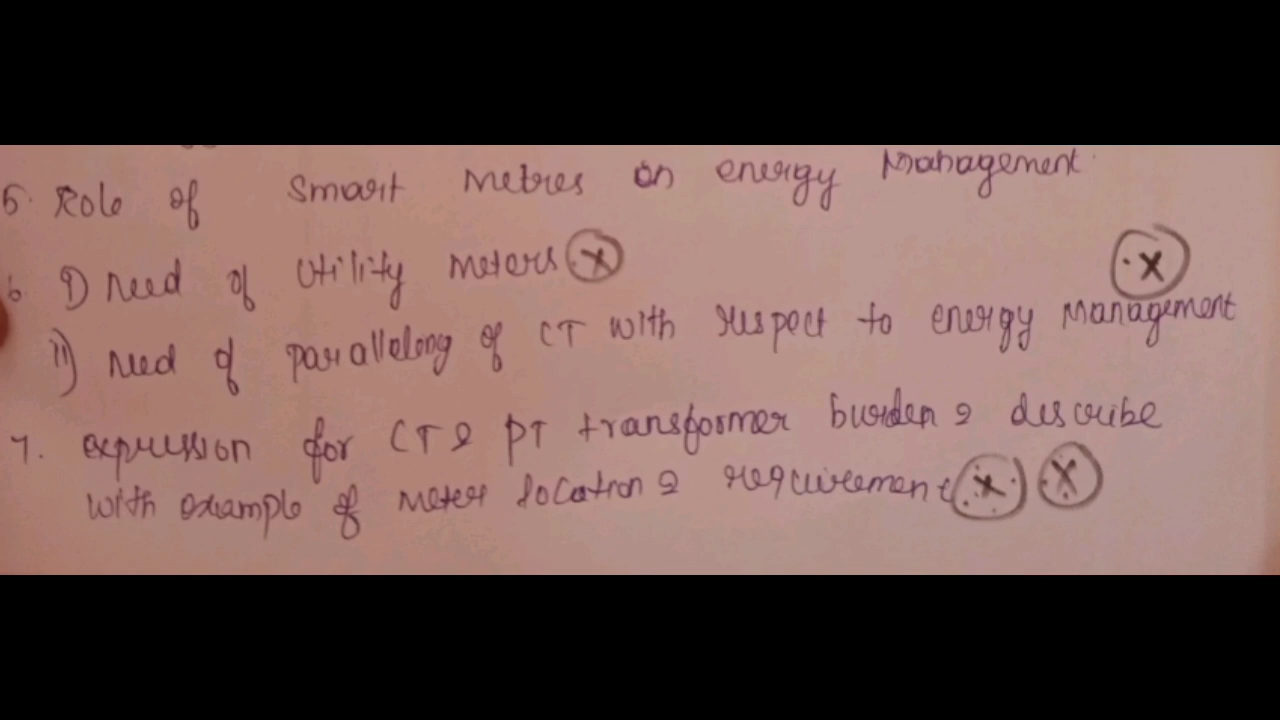 5. Role of Smart Metres on energy Management.
6. i) need of Utility meters
ii) need of paralleling of CT with respect to energy Management
7. expression for CT & PT transformer burden & describe
with example of meter location & requirement